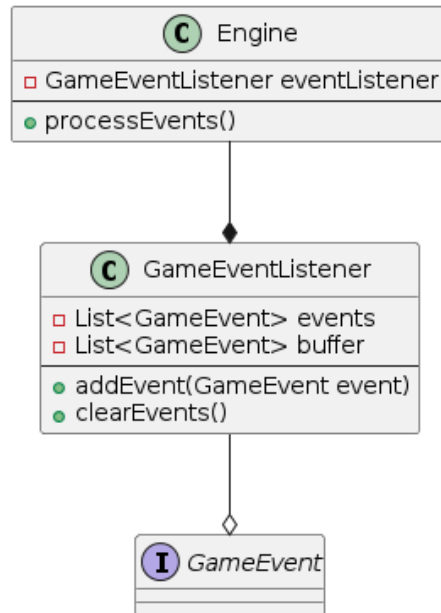 C Engine
GameEventListener eventListener
processEvents()
C GameEventListener
List<GameEvent> events
List<GameEvent> buffer
addEvent(GameEvent event)
clearEvents()
I GameEvent